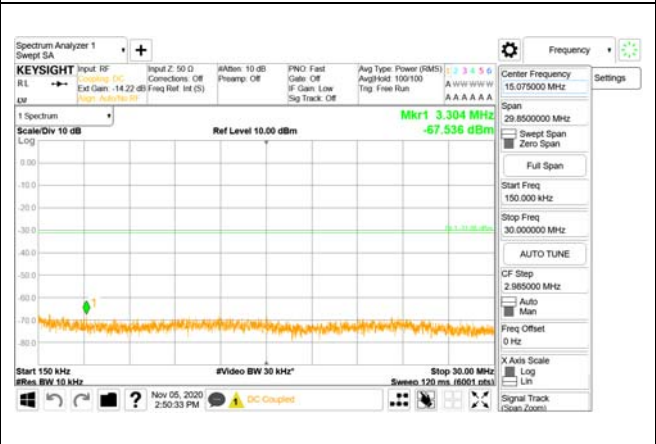 Spectrum Analyzer 1
Swept SA
Frequency
KEYSIGHT
RL
Input: RF
Coupling: DC
Ext Gain: -14.22 dB
Align: Auto/No RF
Input Z: 50 Ω
Corrections: Off
Freq Ref: Int (S)
#Atten: 10 dB
Preamp: Off
PNO: Fast
Gate: Off
IF Gain: Low
Sig Track: Off
Avg Type: Power (RMS)
Avg|Hold: 100/100
Trig: Free Run
1 2 3 4 5 6
A W W W W W
A A A A A A
1 Spectrum
Scale/Div 10 dB
Log
Ref Level 10.00 dBm
Mkr1 3.304 MHz
-67.536 dBm
0.00
-10.0
-20.0
-30.0
-40.0
-50.0
-60.0
-70.0
-80.0
1
Start 150 kHz
#Res BW 10 kHz
#Video BW 30 kHz*
Stop 30.00 MHz
Sweep 120 ms (6001 pts)
Center Frequency
15.075000 MHz
Settings
Span
29.8500000 MHz
Swept Span
Zero Span
Full Span
Start Freq
150.000 kHz
Stop Freq
30.000000 MHz
AUTO TUNE
CF Step
2.985000 MHz
Auto
Man
Freq Offset
0 Hz
X Axis Scale
Log
Lin
Signal Track
(Span Zoom)
?
Nov 05, 2020
2:50:33 PM
1
DC Coupled